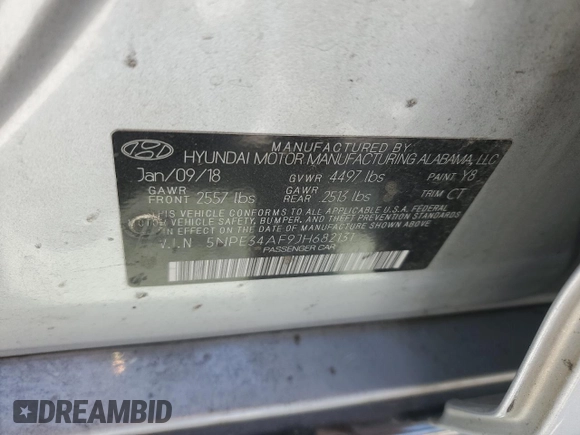 MANUFACTURED BY
HYUNDAI MOTOR MANUFACTURING ALABAMA, LLC
Jan/09/18 GVWR 4497 lbs PAINT Y8
GAWR FRONT 2557 lbs GAWR REAR 2513 lbs TRIM CT
THIS VEHICLE CONFORMS TO ALL APPLICABLE U.S. FEDERAL
MOTOR VEHICLE SAFETY BUMPER, AND THEFT PREVENTION STANDARDS
IN EFFECT ON THE DATE OF MANUFACTURE SHOWN ABOVE
V.I.N 5NPE34AF9JH682131
PASSENGER CAR
DREAMBID